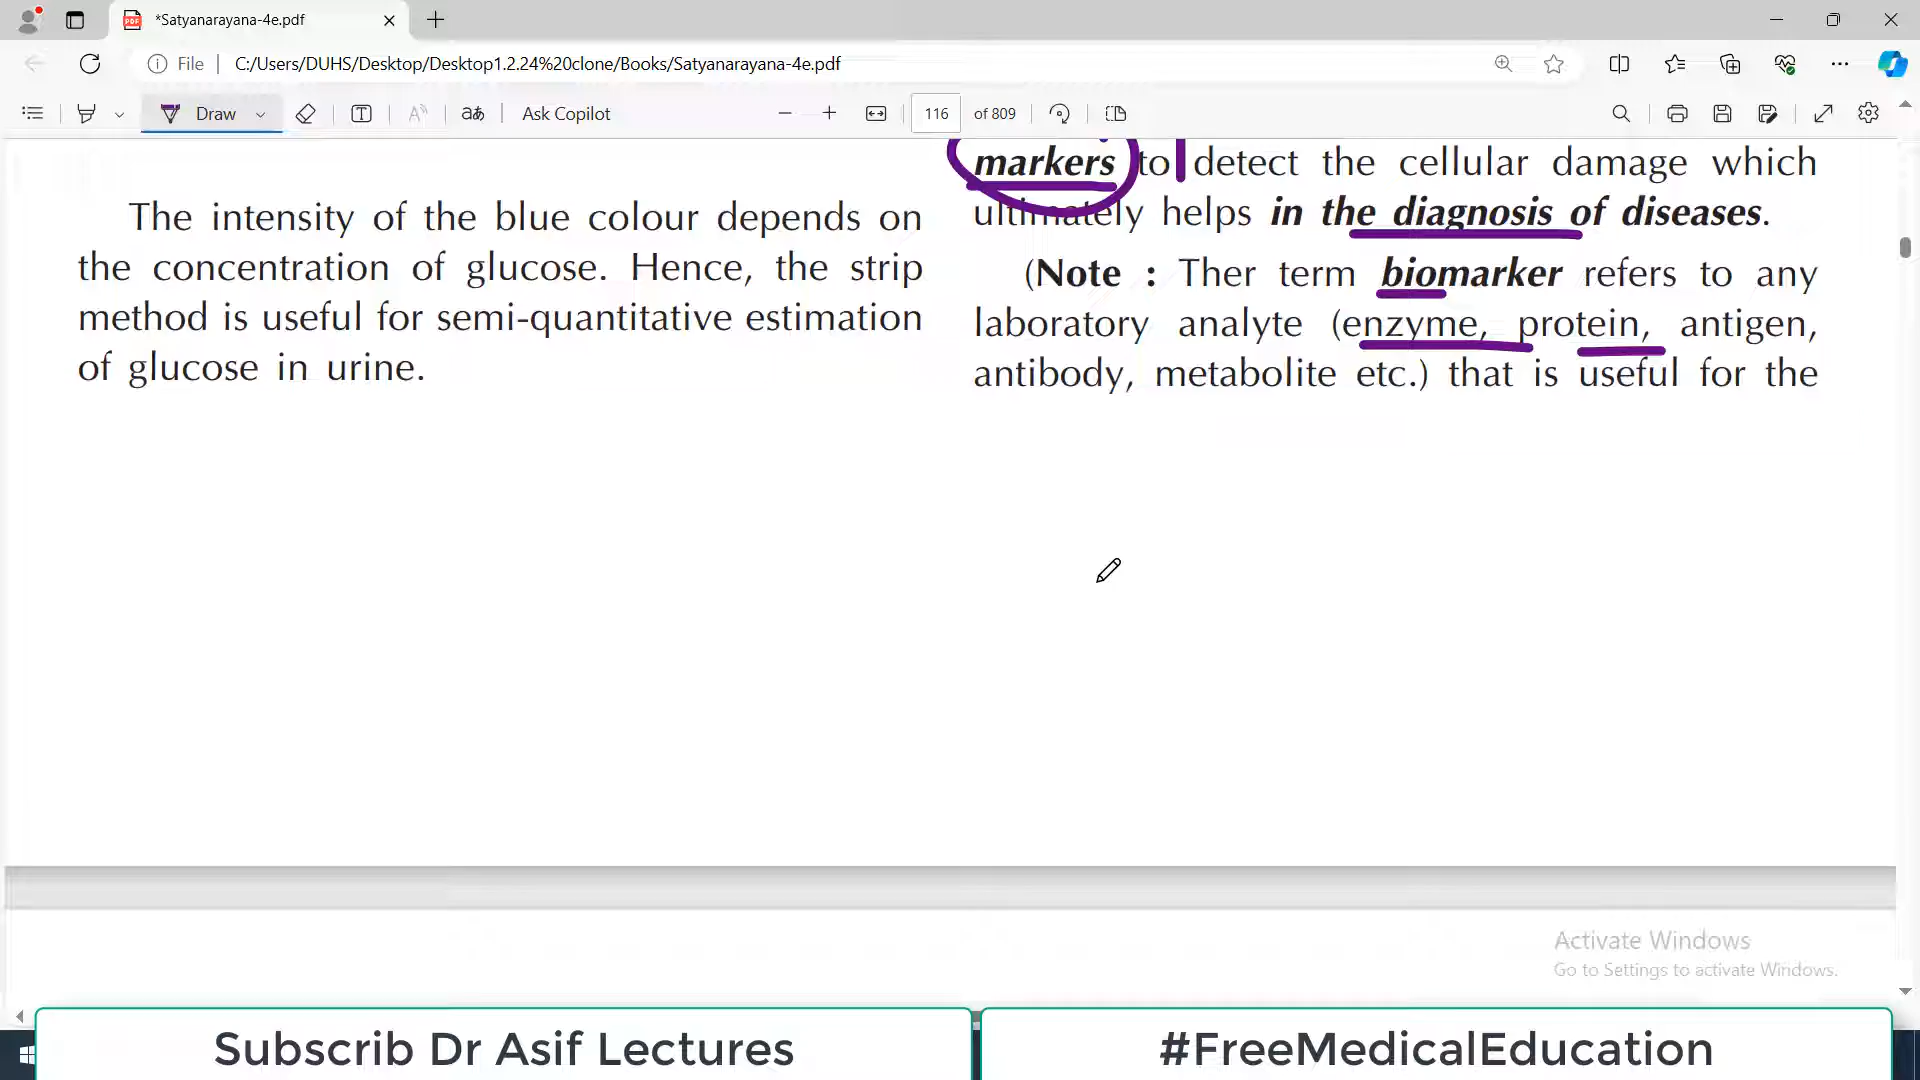 *Satyanarayana-4e.pdf
File
C:/Users/DUHS/Desktop/Desktop1.2.24%20clone/Books/Satyanarayana-4e.pdf
Draw
aあ
Ask Copilot
116 of 809
The intensity of the blue colour depends on
the concentration of glucose. Hence, the strip
method is useful for semi-quantitative estimation
of glucose in urine.
markers to detect the cellular damage which
ultimately helps in the diagnosis of diseases.
(Note : Ther term biomarker refers to any
laboratory analyte (enzyme, protein, antigen,
antibody, metabolite etc.) that is useful for the
Activate Windows
Go to Settings to activate Windows.
Subscrib Dr Asif Lectures
#FreeMedicalEducation